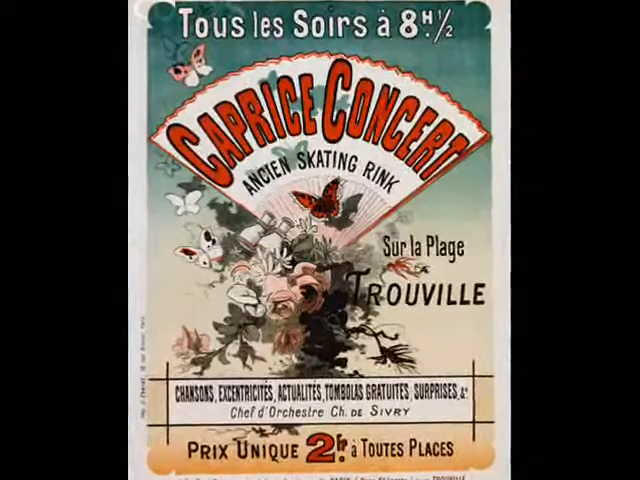 TOUS LES SOIRS à 8H.½
CAPRICE CONCERT
ANCIEN SKATING RINK
Sur la Plage
TROUVILLE
CHANSONS, EXCENTRICITÉS, ACTUALITÉS, TOMBOLAS GRATUITES, SURPRISES, &ª
Chef d'Orchestre CH. DE SIVRY
PRIX UNIQUE 2fr. à TOUTES PLACES